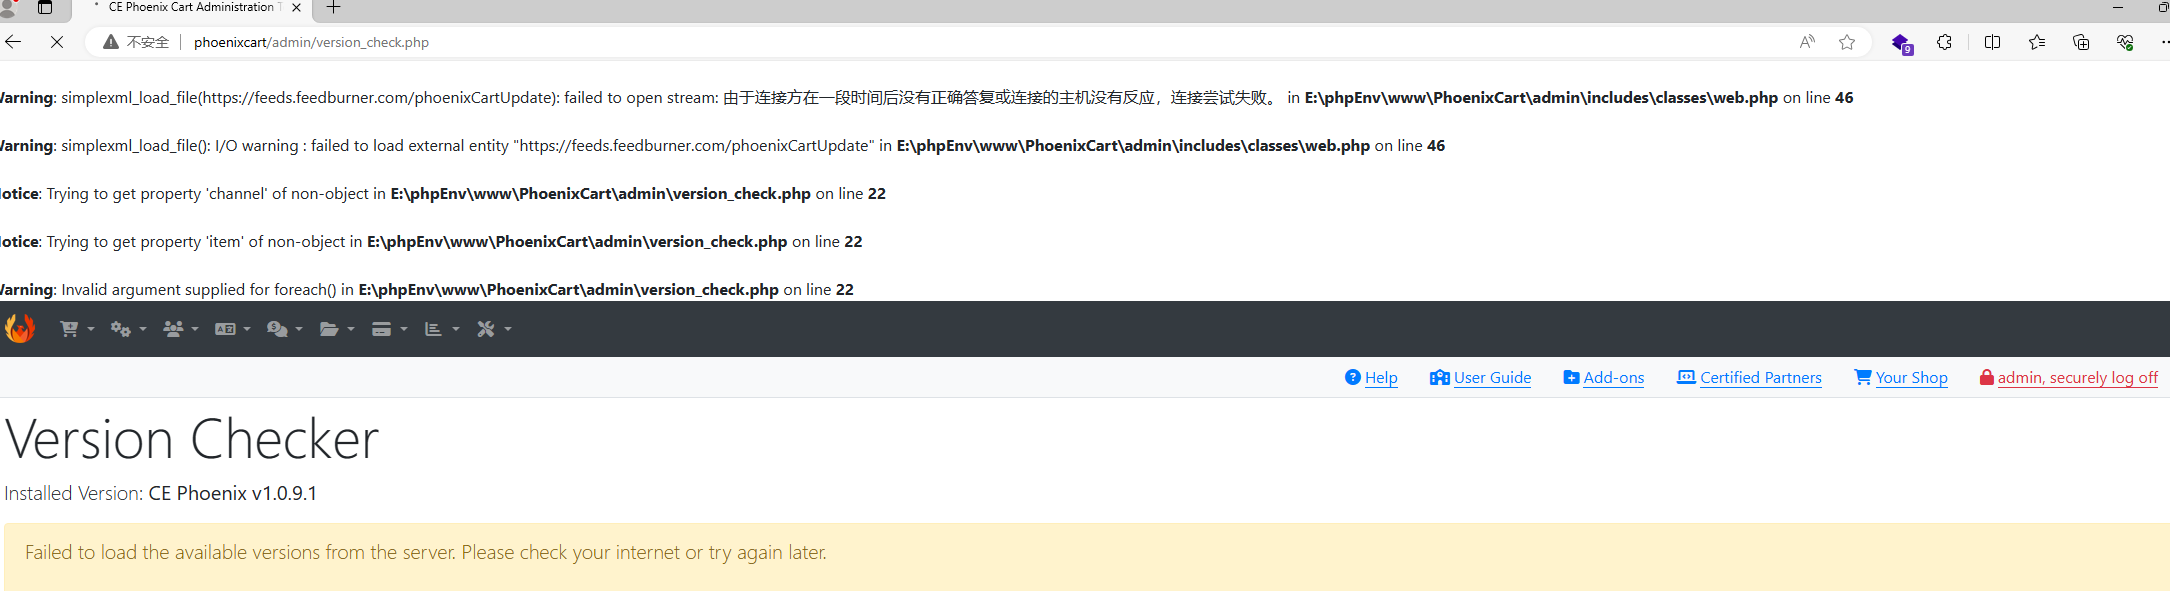 CE Phoenix Cart Administration T
不安全 phoenixcart/admin/version_check.php
9
Warning: simplexml_load_file(https://feeds.feedburner.com/phoenixCartUpdate): failed to open stream: 由于连接方在一段时间后没有正确答复或连接的主机没有反应，连接尝试失败。 in E:\phpEnv\www\PhoenixCart\admin\includes\classes\web.php on line 46
Warning: simplexml_load_file(): I/O warning : failed to load external entity "https://feeds.feedburner.com/phoenixCartUpdate" in E:\phpEnv\www\PhoenixCart\admin\includes\classes\web.php on line 46
Notice: Trying to get property 'channel' of non-object in E:\phpEnv\www\PhoenixCart\admin\version_check.php on line 22
Notice: Trying to get property 'item' of non-object in E:\phpEnv\www\PhoenixCart\admin\version_check.php on line 22
Warning: Invalid argument supplied for foreach() in E:\phpEnv\www\PhoenixCart\admin\version_check.php on line 22
Help User Guide Add-ons Certified Partners Your Shop admin, securely log off
Version Checker
Installed Version: CE Phoenix v1.0.9.1
Failed to load the available versions from the server. Please check your internet or try again later.